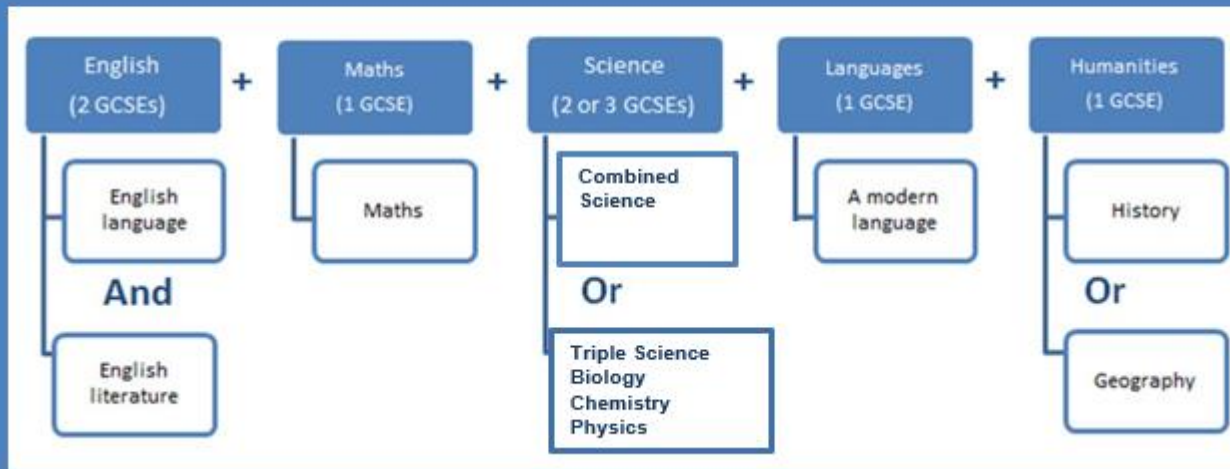 English
(2 GCSEs)
+
Maths
(1 GCSE)
+
Science
(2 or 3 GCSEs)
+
Languages
(1 GCSE)
+
Humanities
(1 GCSE)
English
language
And
English
literature
Maths
Combined
Science
Or
Triple Science
Biology
Chemistry
Physics
A modern
language
History
Or
Geography